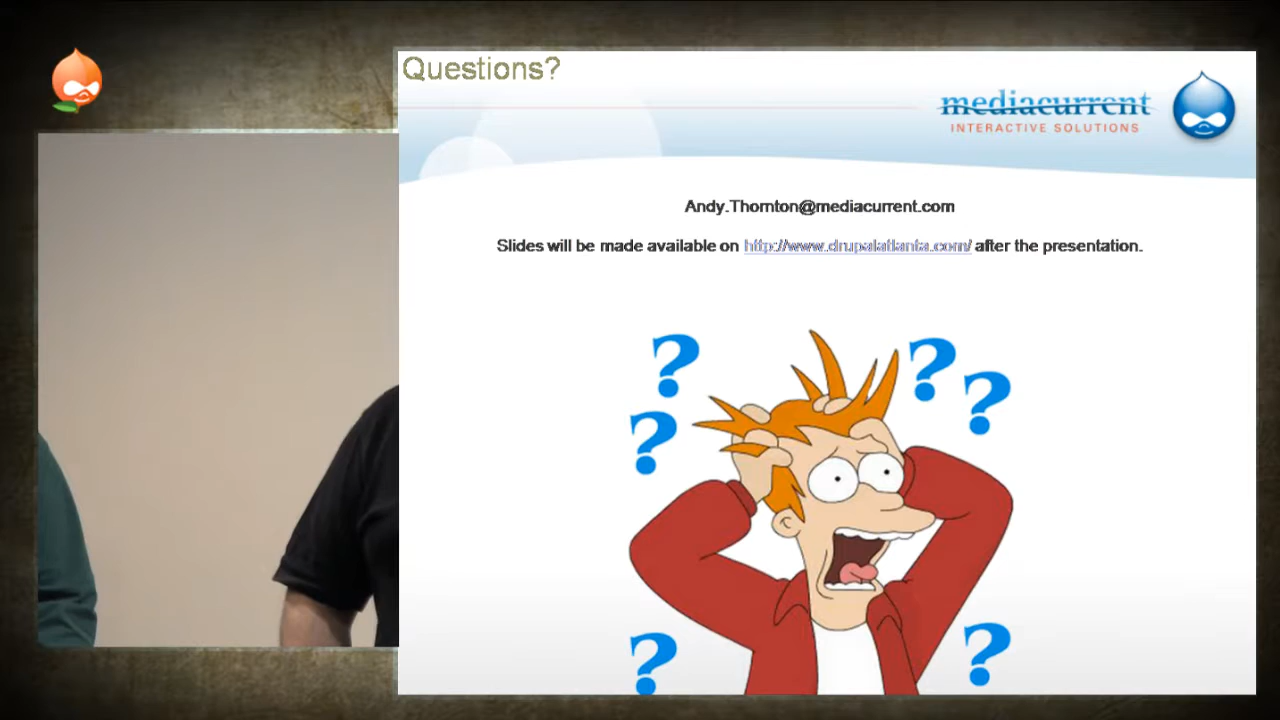 Questions?
mediacurrent
INTERACTIVE SOLUTIONS
Andy.Thornton@mediacurrent.com
Slides will be made available on http://www.drupalatlanta.com/ after the presentation.
? ? ?
?
? ?